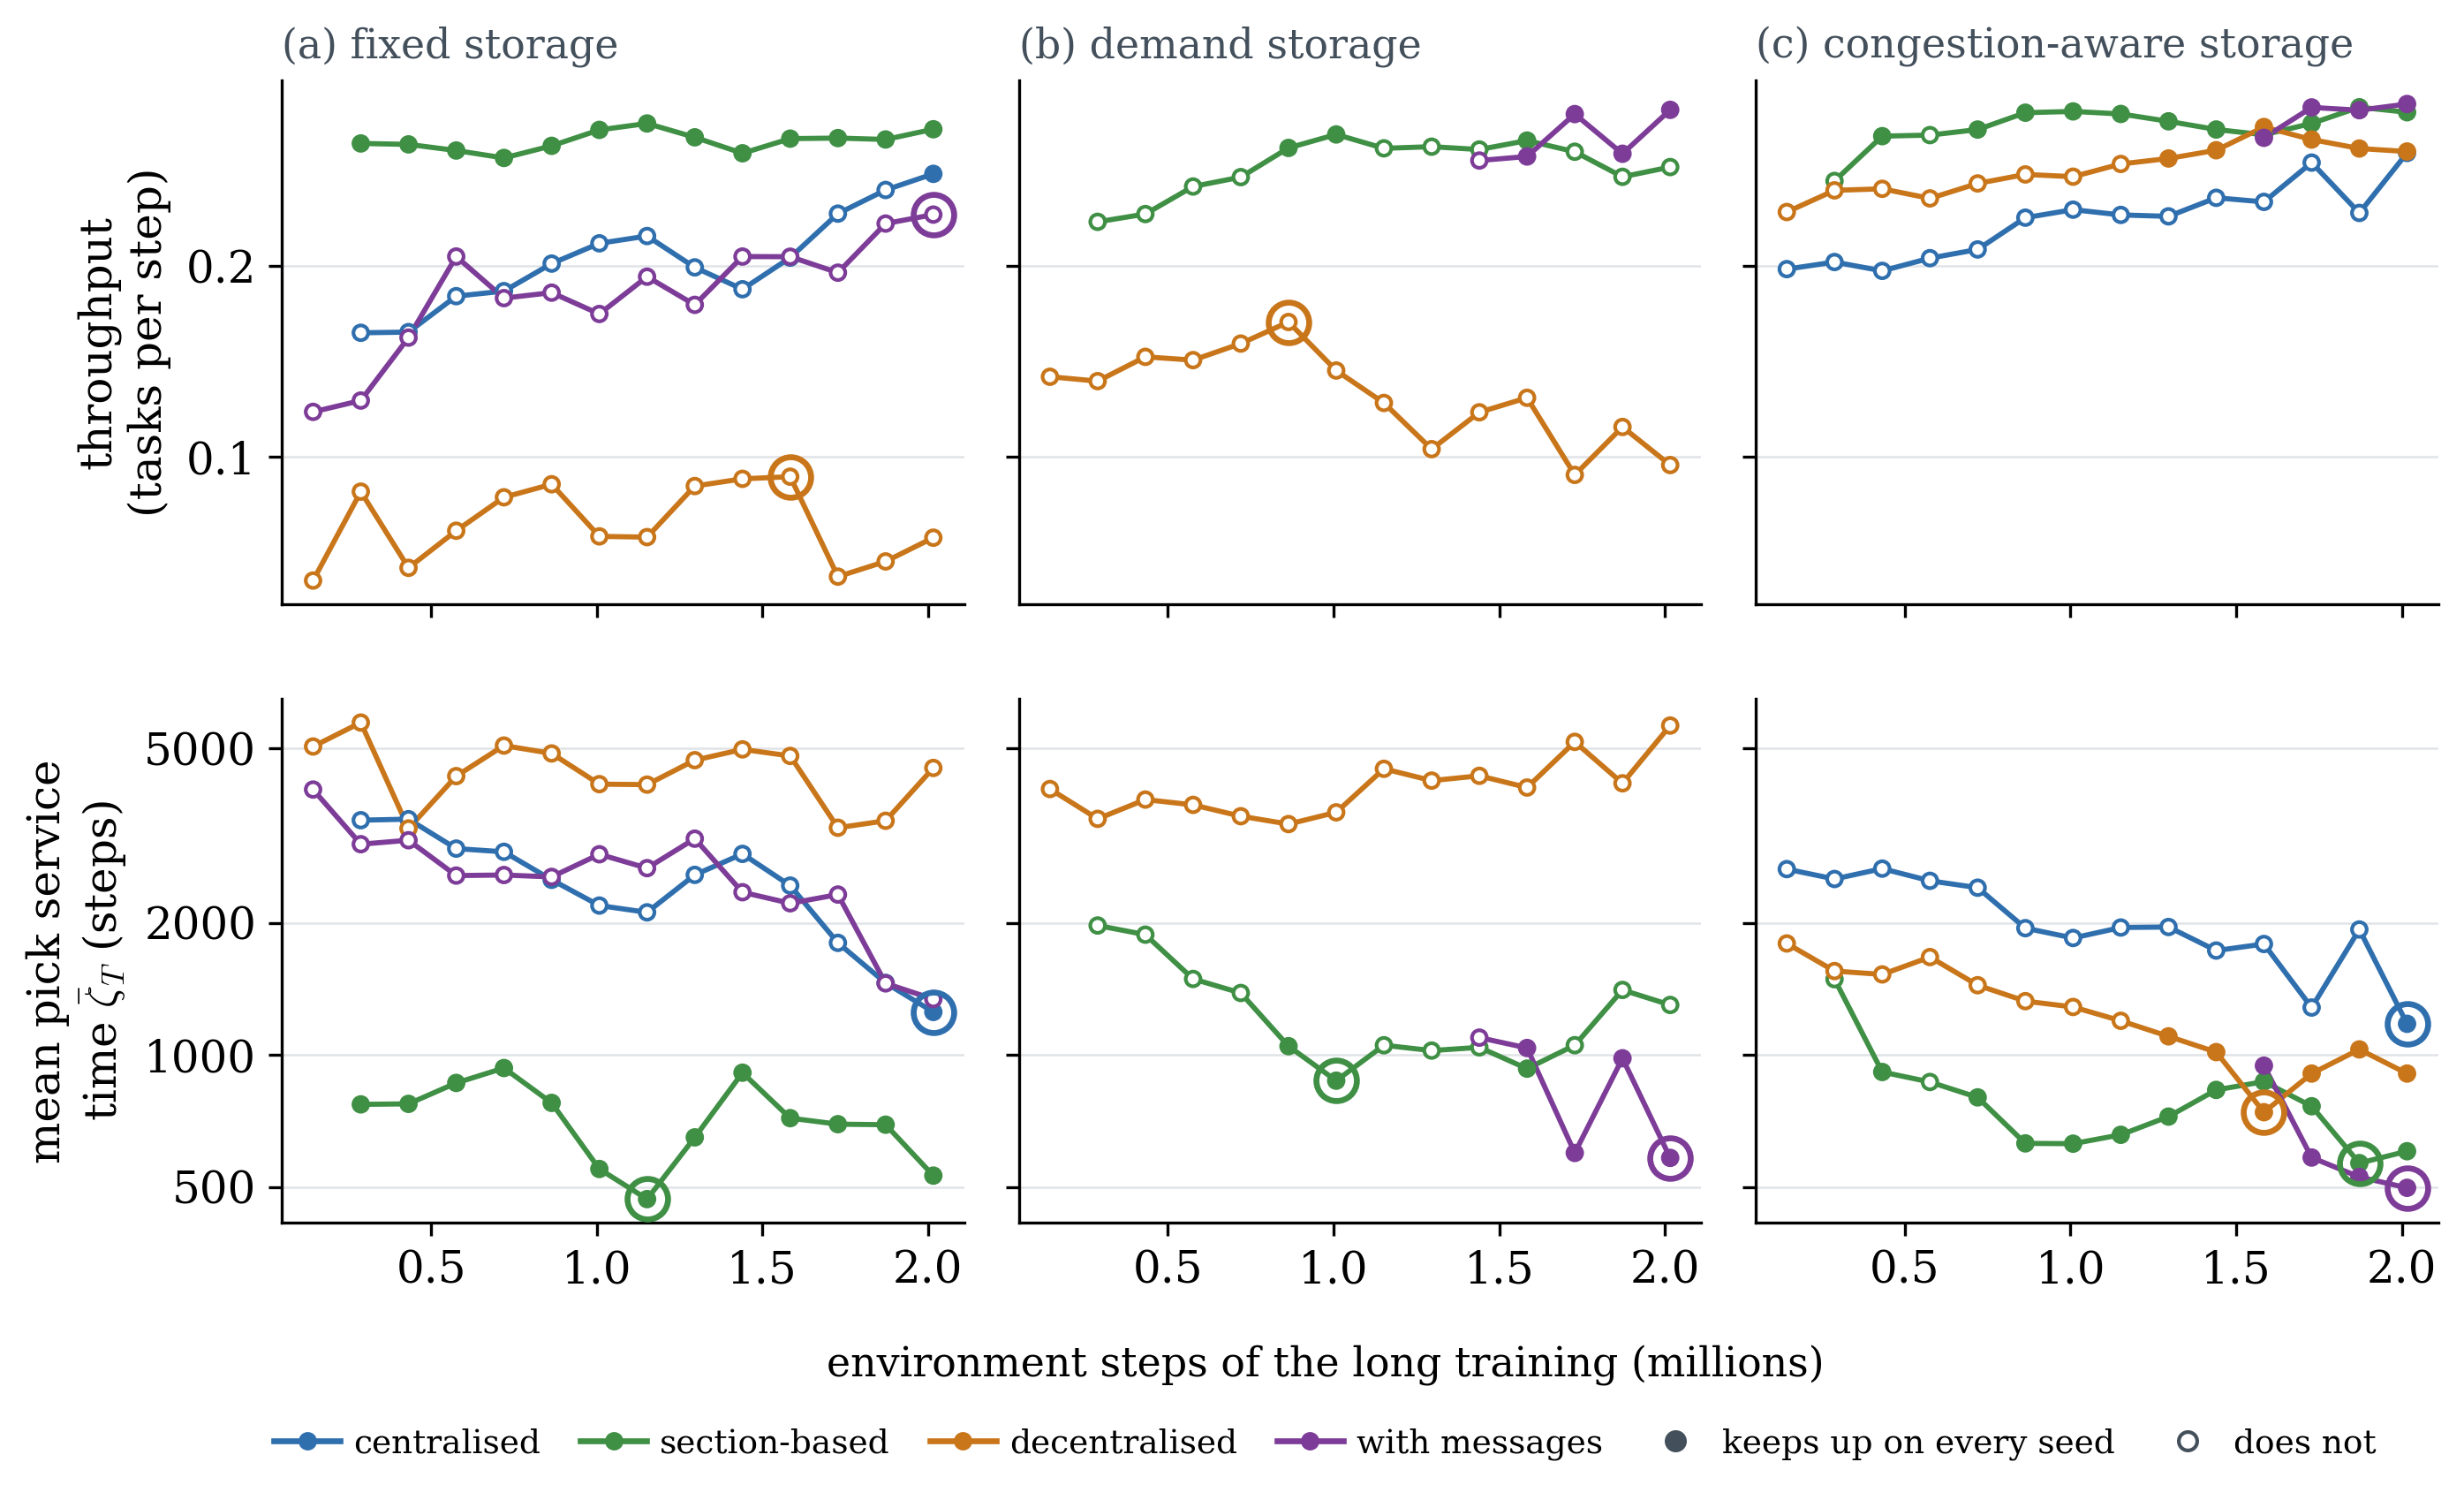 (a) fixed storage
(b) demand storage
(c) congestion-aware storage
throughput
(tasks per step)
0.2
0.1
mean pick service
time ζ̄_T (steps)
5000
2000
1000
500
0.5 1.0 1.5 2.0
0.5 1.0 1.5 2.0
0.5 1.0 1.5 2.0
environment steps of the long training (millions)
centralised section-based decentralised with messages keeps up on every seed does not